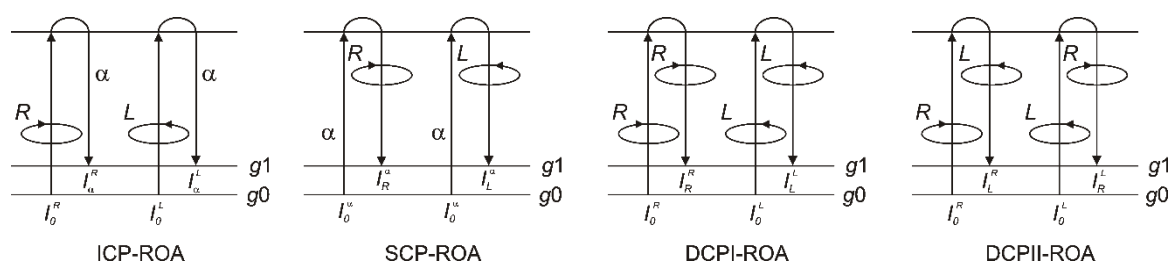 R α L α
g1
g0
I_α^R I_α^L
I_0^R I_0^L
ICP-ROA
R L
α α
g1
g0
I_R^α I_L^α
I_0^α I_0^α
SCP-ROA
R L
R L
g1
g0
I_R^R I_L^L
I_0^R I_0^L
DCPI-ROA
L R
R L
g1
g0
I_L^R I_R^L
I_0^R I_0^L
DCPII-ROA